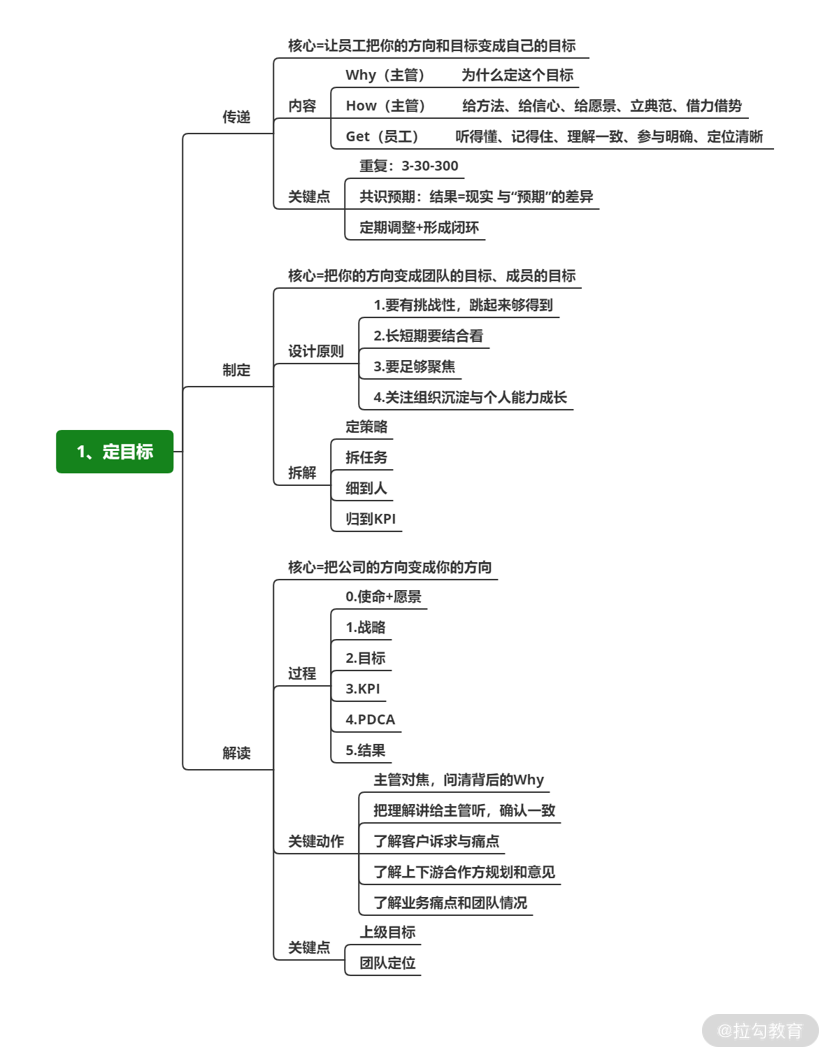 核心=让员工把你的方向和目标变成自己的目标
Why（主管） 为什么定这个目标
传递
内容
How（主管） 给方法、给信心、给愿景、立典范、借力借势
Get（员工） 听得懂、记得住、理解一致、参与明确、定位清晰
重复：3-30-300
关键点
共识预期：结果=现实 与“预期”的差异
定期调整+形成闭环
核心=把你的方向变成团队的目标、成员的目标
1.要有挑战性，跳起来够得到
2.长短期要结合看
设计原则
制定
3.要足够聚焦
4.关注组织沉淀与个人能力成长
定策略
1、定目标
拆任务
拆解
细到人
归到KPI
核心=把公司的方向变成你的方向
0.使命+愿景
1.战略
2.目标
过程
3.KPI
4.PDCA
5.结果
解读
主管对焦，问清背后的Why
把理解讲给主管听，确认一致
关键动作
了解客户诉求与痛点
了解上下游合作方规划和意见
了解业务痛点和团队情况
上级目标
关键点
团队定位
@拉勾教育